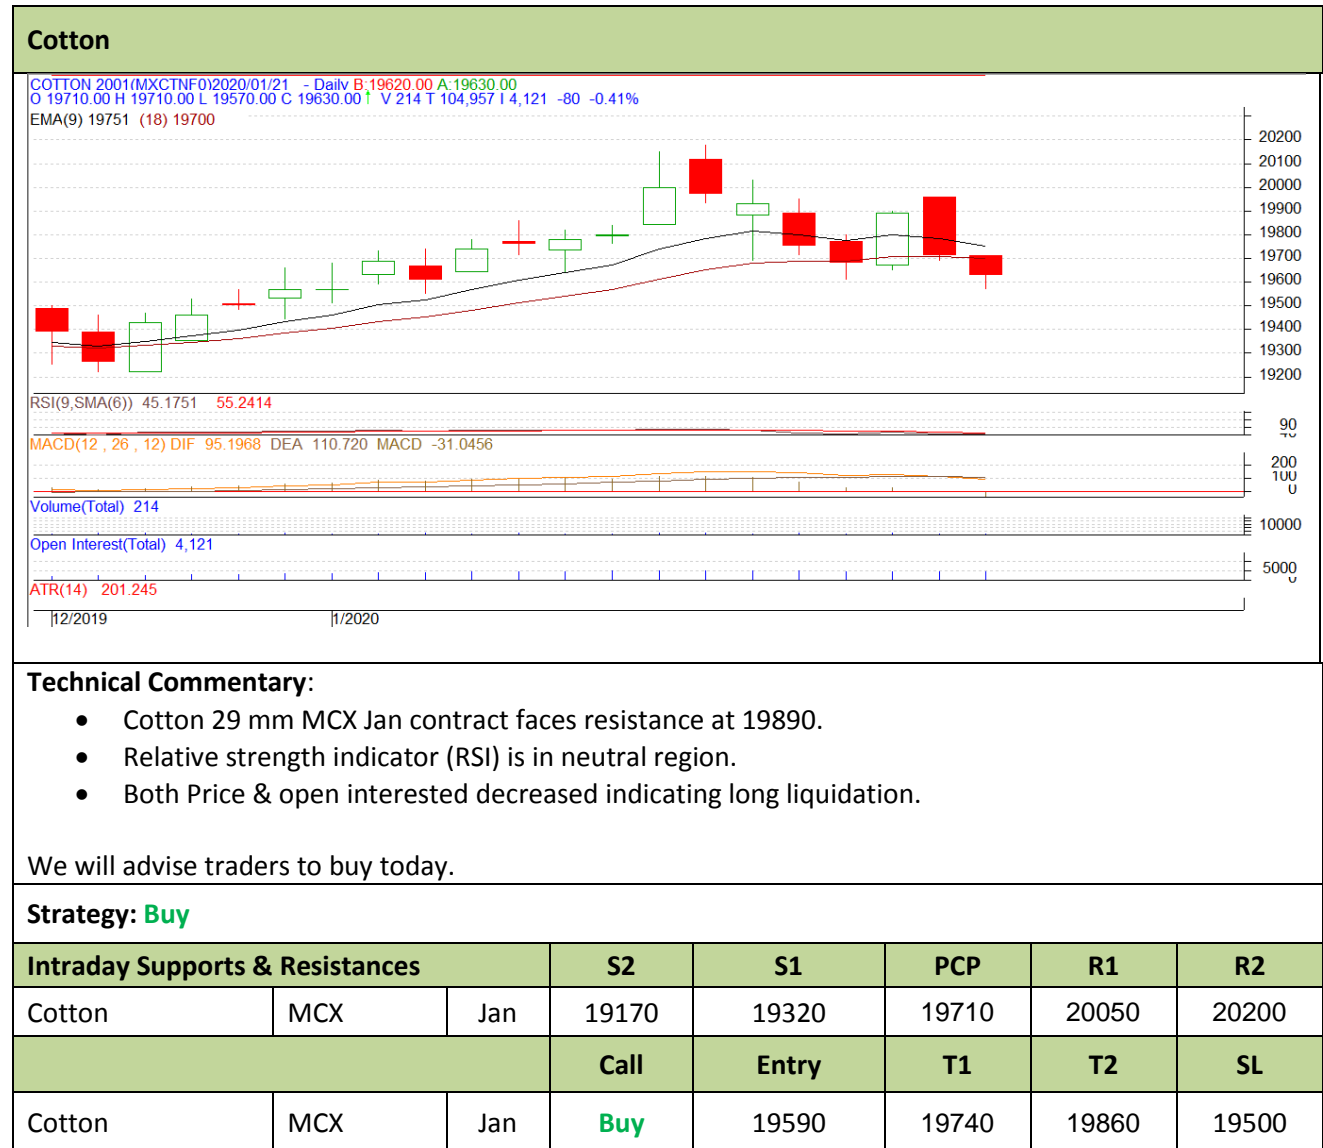 Cotton
COTTON 2001(MXCTNF0)2020/01/21 - Daily B:19620.00 A:19630.00
O 19710.00 H 19710.00 L 19570.00 C 19630.00↑ V 214 T 104,957 I 4,121 -80 -0.41%
EMA(9) 19751 (18) 19700
20200
20100
20000
19900
19800
19700
19600
19500
19400
19300
19200
RSI(9,SMA(6)) 45.1751 55.2414
90
40
MACD(12 , 26 , 12) DIF 95.1968 DEA 110.720 MACD -31.0456
200
100
0
Volume(Total) 214
10000
Open Interest(Total) 4,121
5000
0
ATR(14) 201.245
12/2019 1/2020
Technical Commentary:
• Cotton 29 mm MCX Jan contract faces resistance at 19890.
• Relative strength indicator (RSI) is in neutral region.
• Both Price & open interested decreased indicating long liquidation.
We will advise traders to buy today.
Strategy: Buy
Intraday Supports & Resistances S2 S1 PCP R1 R2
Cotton MCX Jan 19170 19320 19710 20050 20200
Call Entry T1 T2 SL
Cotton MCX Jan Buy 19590 19740 19860 19500